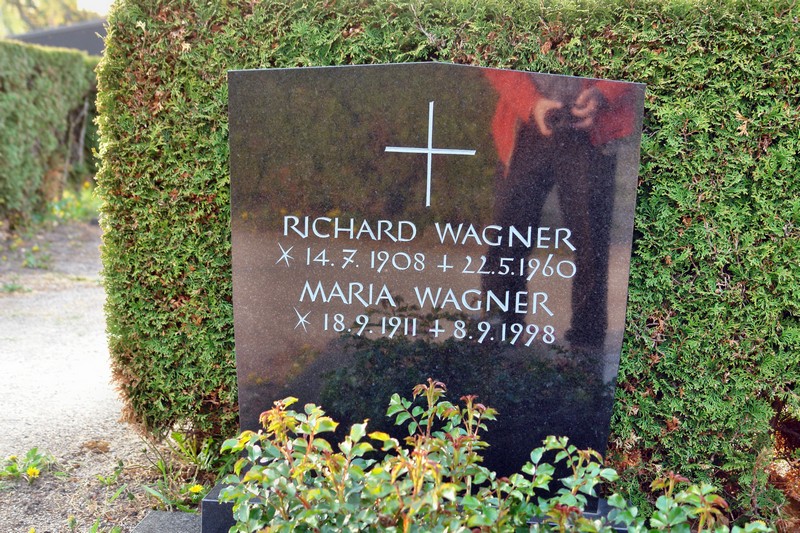 RICHARD WAGNER
* 14.7.1908 + 22.5.1960
MARIA WAGNER
* 18.9.1911 + 8.9.1998